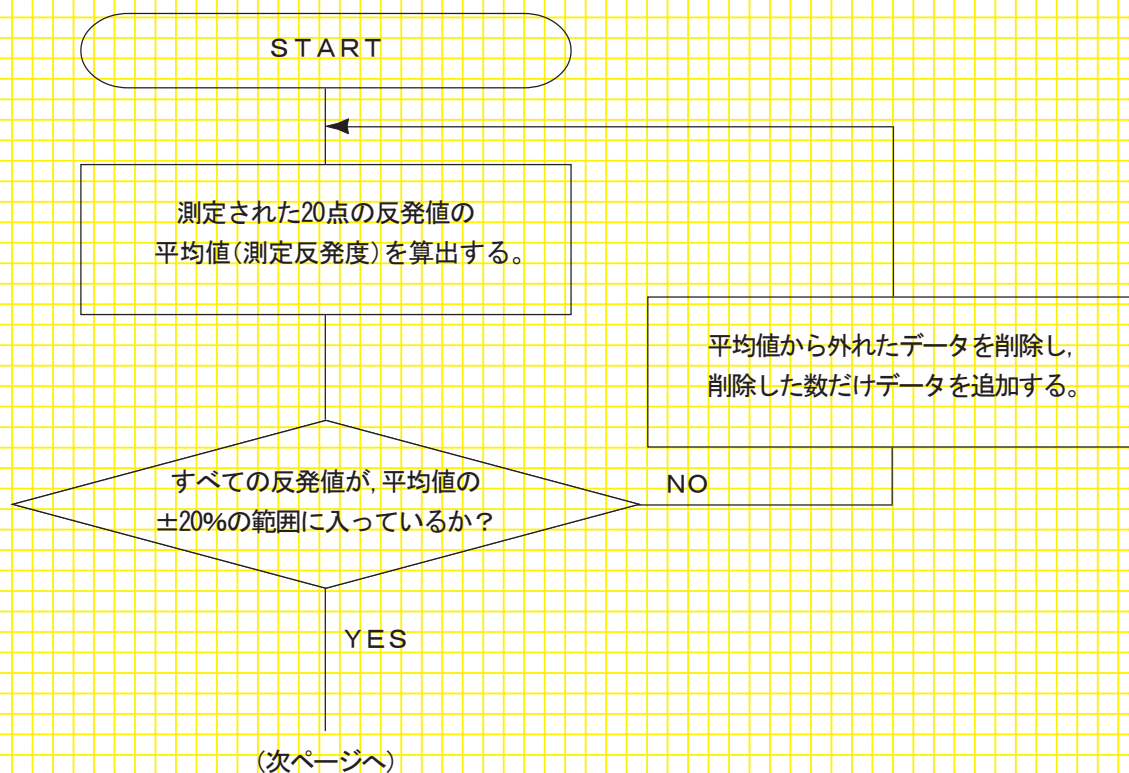 START
測定された20点の反発値の
平均値(測定反発度)を算出する。
平均値から外れたデータを削除し,
削除した数だけデータを追加する。
すべての反発値が,平均値の
±20%の範囲に入っているか?
NO
YES
(次ページへ)